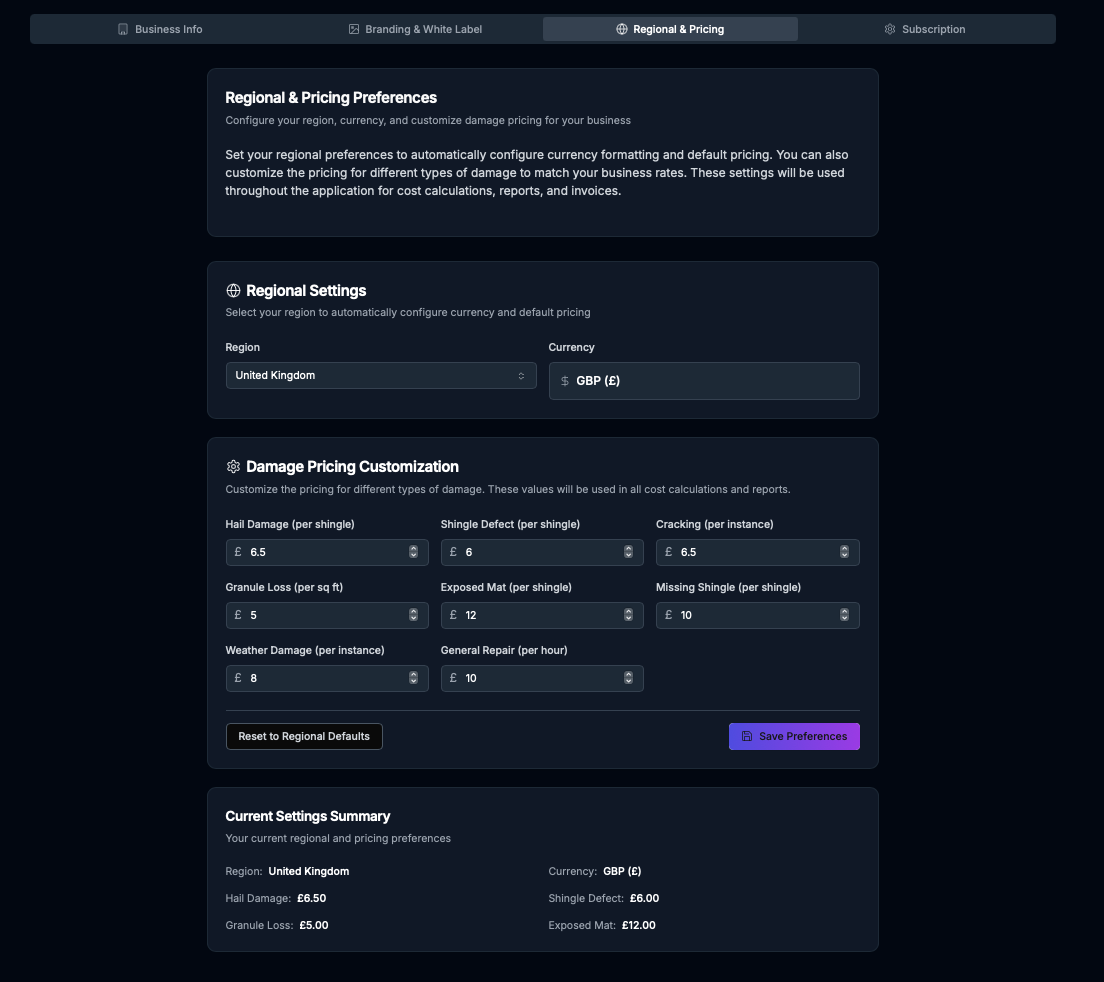 Business Info
Branding & White Label
Regional & Pricing
Subscription
Regional & Pricing Preferences
Configure your region, currency, and customize damage pricing for your business
Set your regional preferences to automatically configure currency formatting and default pricing. You can also
customize the pricing for different types of damage to match your business rates. These settings will be used
throughout the application for cost calculations, reports, and invoices.
Regional Settings
Select your region to automatically configure currency and default pricing
Region
Currency
United Kingdom
$ GBP (£)
Damage Pricing Customization
Customize the pricing for different types of damage. These values will be used in all cost calculations and reports.
Hail Damage (per shingle)
Shingle Defect (per shingle)
Cracking (per instance)
£ 6.5
£ 6
£ 6.5
Granule Loss (per sq ft)
Exposed Mat (per shingle)
Missing Shingle (per shingle)
£ 5
£ 12
£ 10
Weather Damage (per instance)
General Repair (per hour)
£ 8
£ 10
Reset to Regional Defaults
Save Preferences
Current Settings Summary
Your current regional and pricing preferences
Region: United Kingdom
Currency: GBP (£)
Hail Damage: £6.50
Shingle Defect: £6.00
Granule Loss: £5.00
Exposed Mat: £12.00